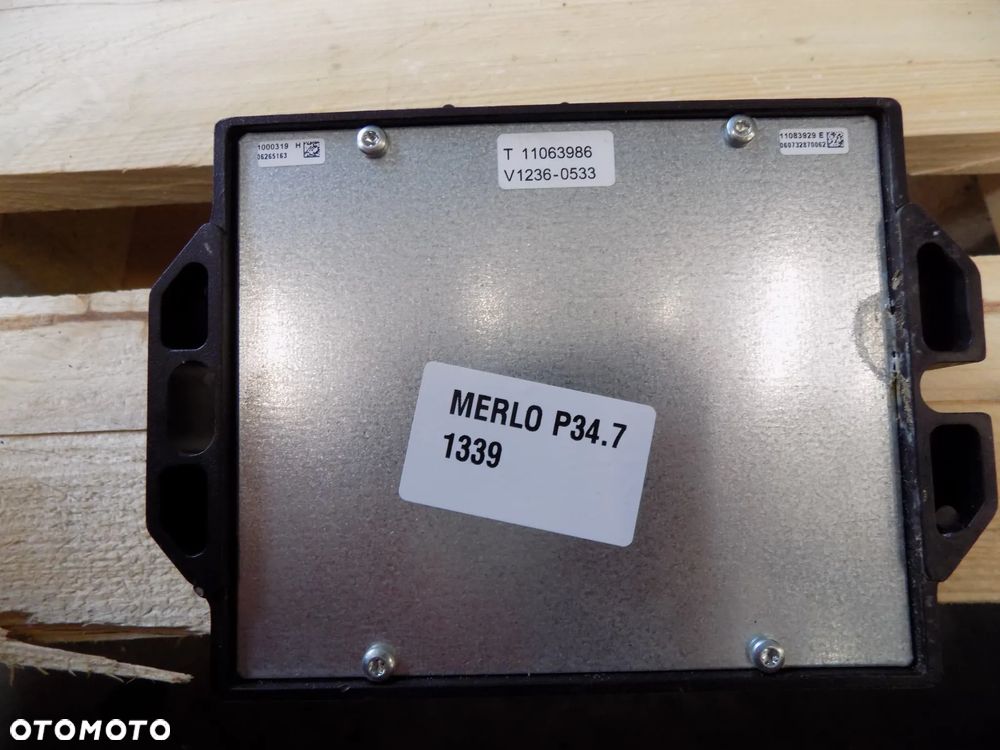 1000319 H
06265163
T 11063986
V1236-0533
11083929 E
060732870062
MERLO P34.7
1339
OTOMOTO